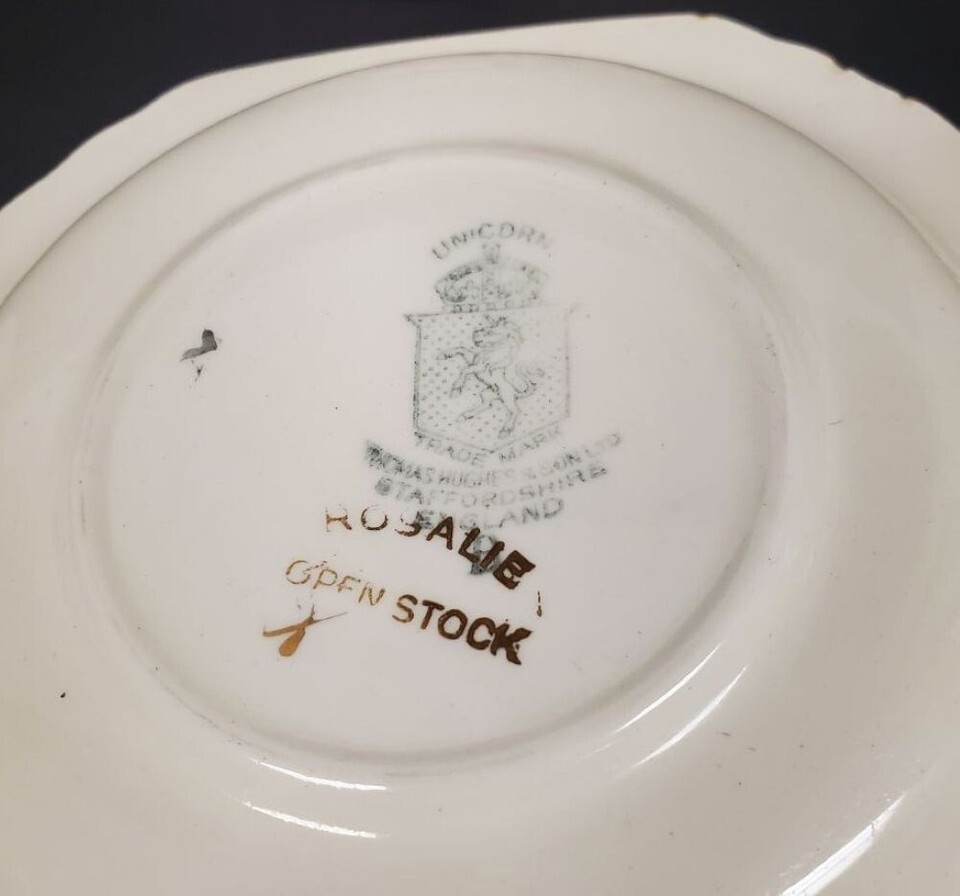 UNICORN
TRADE MARK
THOMAS HUGHES & SON LTD
STAFFORDSHIRE
ENGLAND
ROSALIE
OPEN STOCK